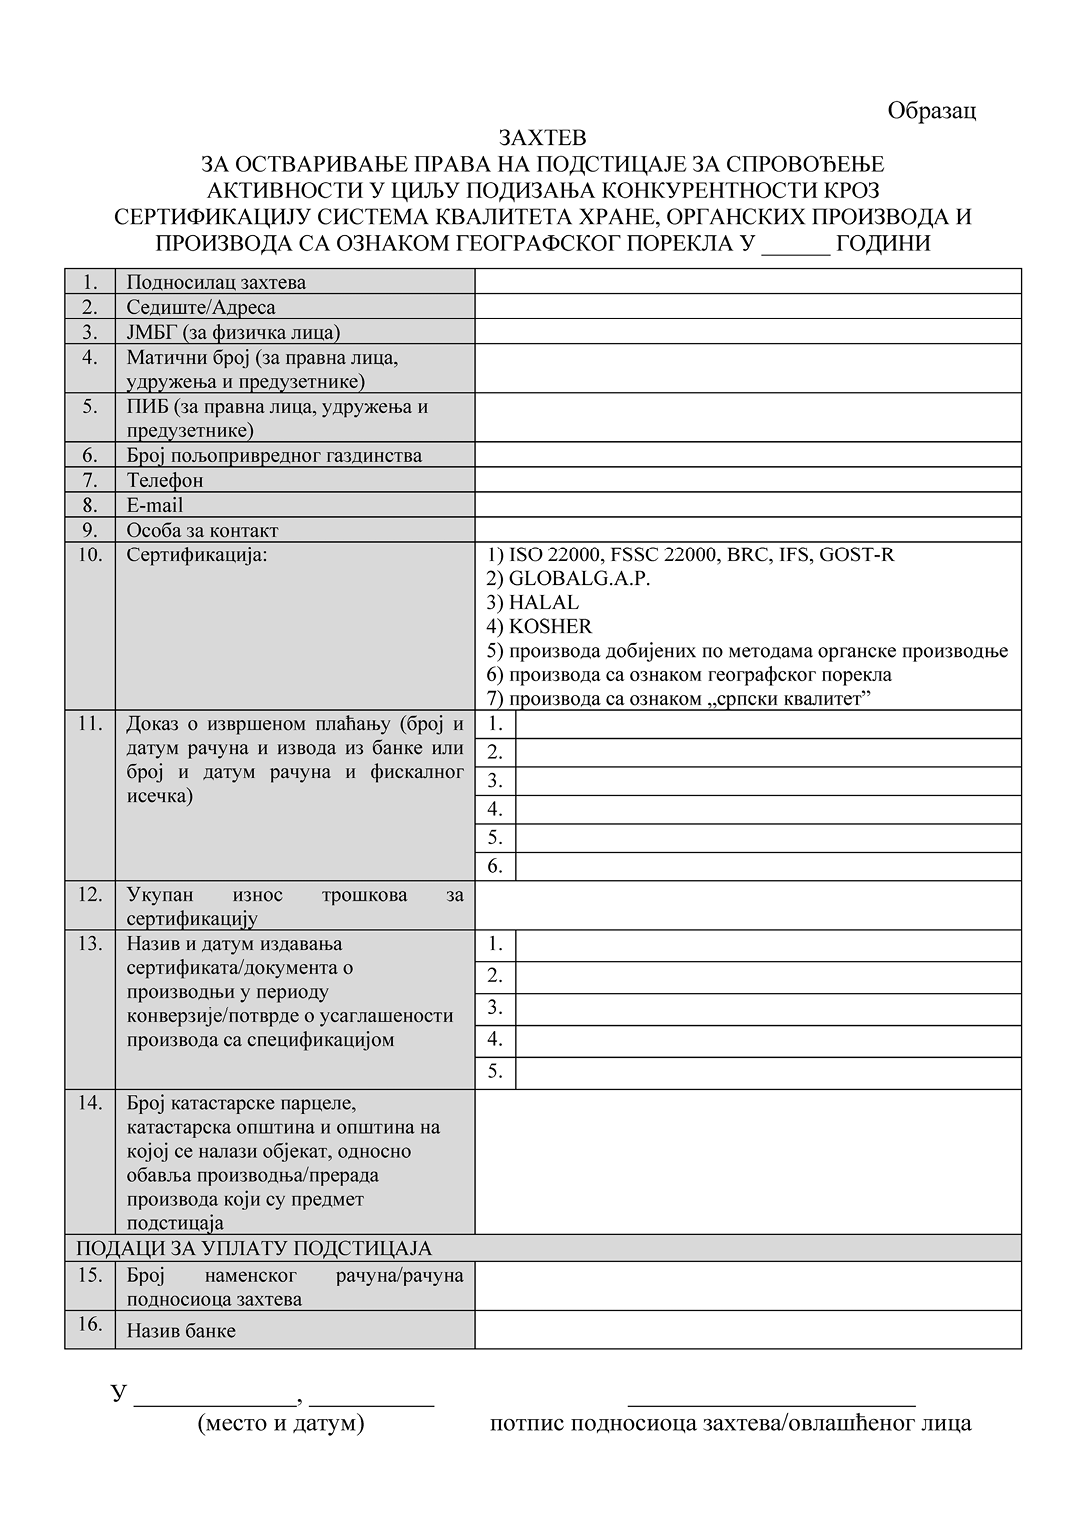 Образац
ЗАХТЕВ
ЗА ОСТВАРИВАЊЕ ПРАВА НА ПОДСТИЦАЈЕ ЗА СПРОВОЂЕЊЕ
АКТИВНОСТИ У ЦИЉУ ПОДИЗАЊА КОНКУРЕНТНОСТИ КРОЗ
СЕРТИФИКАЦИЈУ СИСТЕМА КВАЛИТЕТА ХРАНЕ, ОРГАНСКИХ ПРОИЗВОДА И
ПРОИЗВОДА СА ОЗНАКОМ ГЕОГРАФСКОГ ПОРЕКЛА У ______ ГОДИНИ
1. Подносилац захтева
2. Седиште/Адреса
3. ЈМБГ (за физичка лица)
4. Матични број (за правна лица,
удружења и предузетнике)
5. ПИБ (за правна лица, удружења и
предузетнике)
6. Број пољопривредног газдинства
7. Телефон
8. E-mail
9. Особа за контакт
10. Сертификација:
1) ISO 22000, FSSC 22000, BRC, IFS, GOST-R
2) GLOBALG.A.P.
3) HALAL
4) KOSHER
5) производа добијених по методама органске производње
6) производа са ознаком географског порекла
7) производа са ознаком „српски квалитет”
11. Доказ о извршеном плаћању (број и
датум рачуна и извода из банке или
број и датум рачуна и фискалног
исечка)
1.
2.
3.
4.
5.
6.
12. Укупан износ трошкова за
сертификацију
13. Назив и датум издавања
сертификата/документа о
производњи у периоду
конверзије/потврде о усаглашености
производа са спецификацијом
1.
2.
3.
4.
5.
14. Број катастарске парцеле,
катастарска општина и општина на
којој се налази објекат, односно
обавља производња/прерада
производа који су предмет
подстицаја
ПОДАЦИ ЗА УПЛАТУ ПОДСТИЦАЈА
15. Број наменског рачуна/рачуна
подносиоца захтева
16. Назив банке
У _____________, __________ _______________________
(место и датум) потпис подносиоца захтева/овлашћеног лица